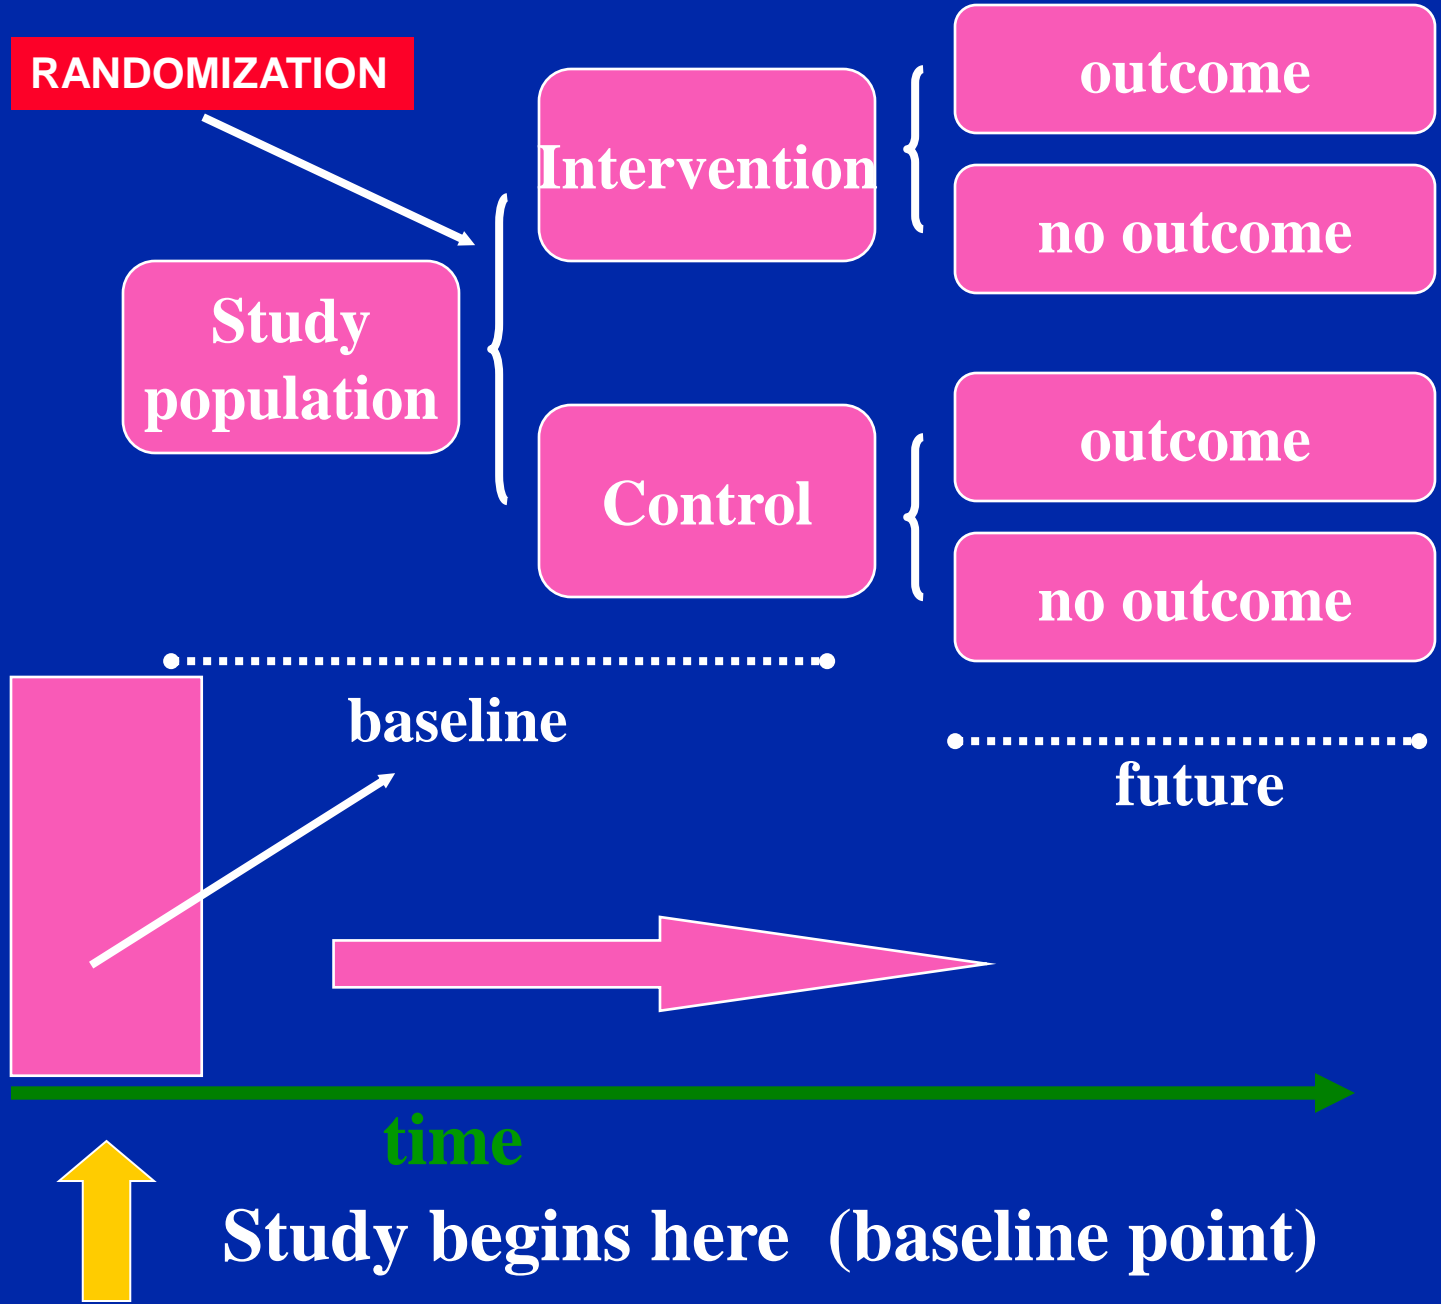 RANDOMIZATION
outcome
Intervention
no outcome
Study
population
outcome
Control
no outcome
baseline
future
time
Study begins here (baseline point)